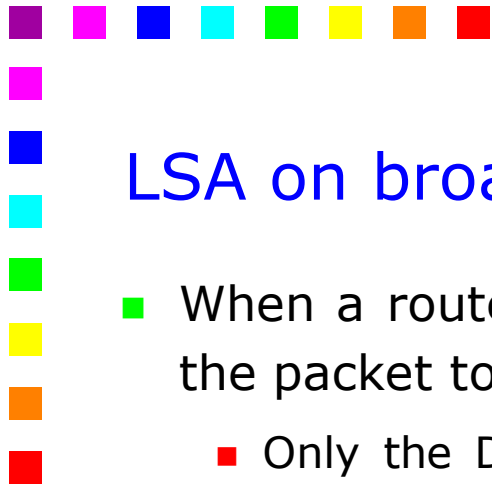 LSA on broa
When a route
the packet to
Only the D